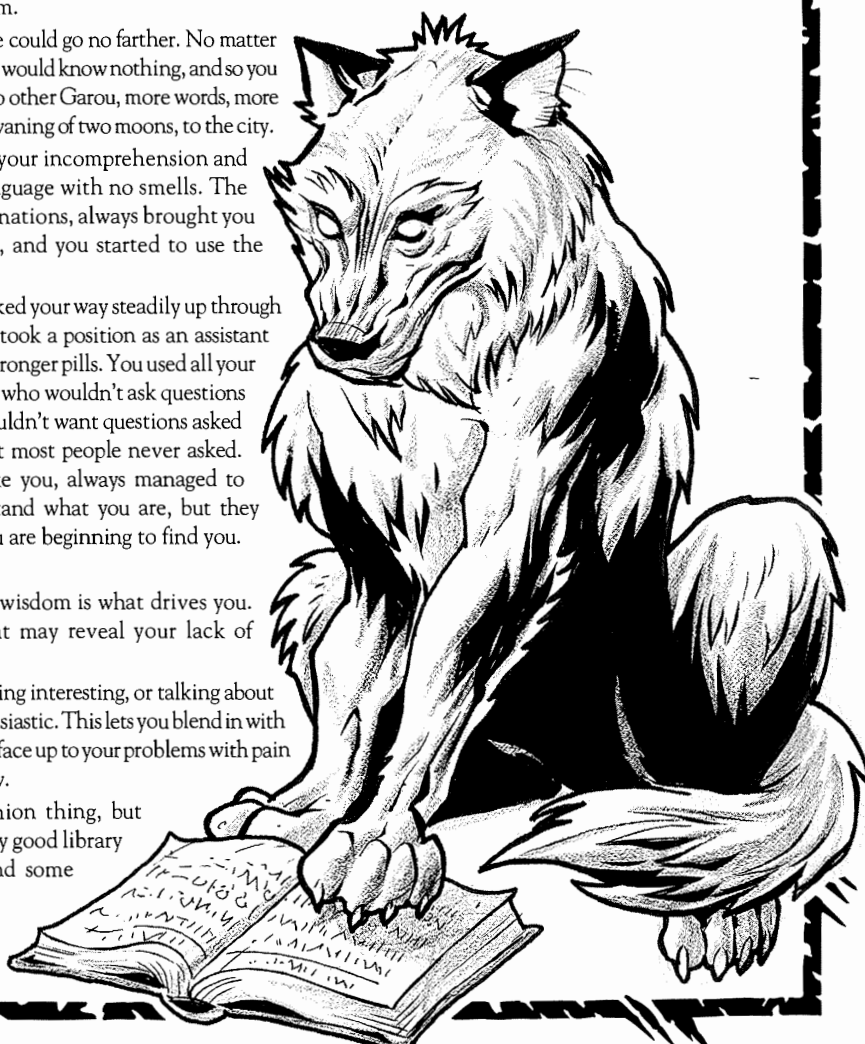 m.
e could go no farther. No matter
would know nothing, and so you
o other Garou, more words, more
vaning of two moons, to the city.
your incomprehension and
guage with no smells. The
nations, always brought you
, and you started to use the
ked your way steadily up through
took a position as an assistant
ronger pills. You used all your
who wouldn't ask questions
uldn't want questions asked
t most people never asked.
ke you, always managed to
tand what you are, but they
u are beginning to find you.
wisdom is what drives you.
at may reveal your lack of
ing interesting, or talking about
siastic. This lets you blend in with
face up to your problems with pain
y.
nion thing, but
y good library
nd some